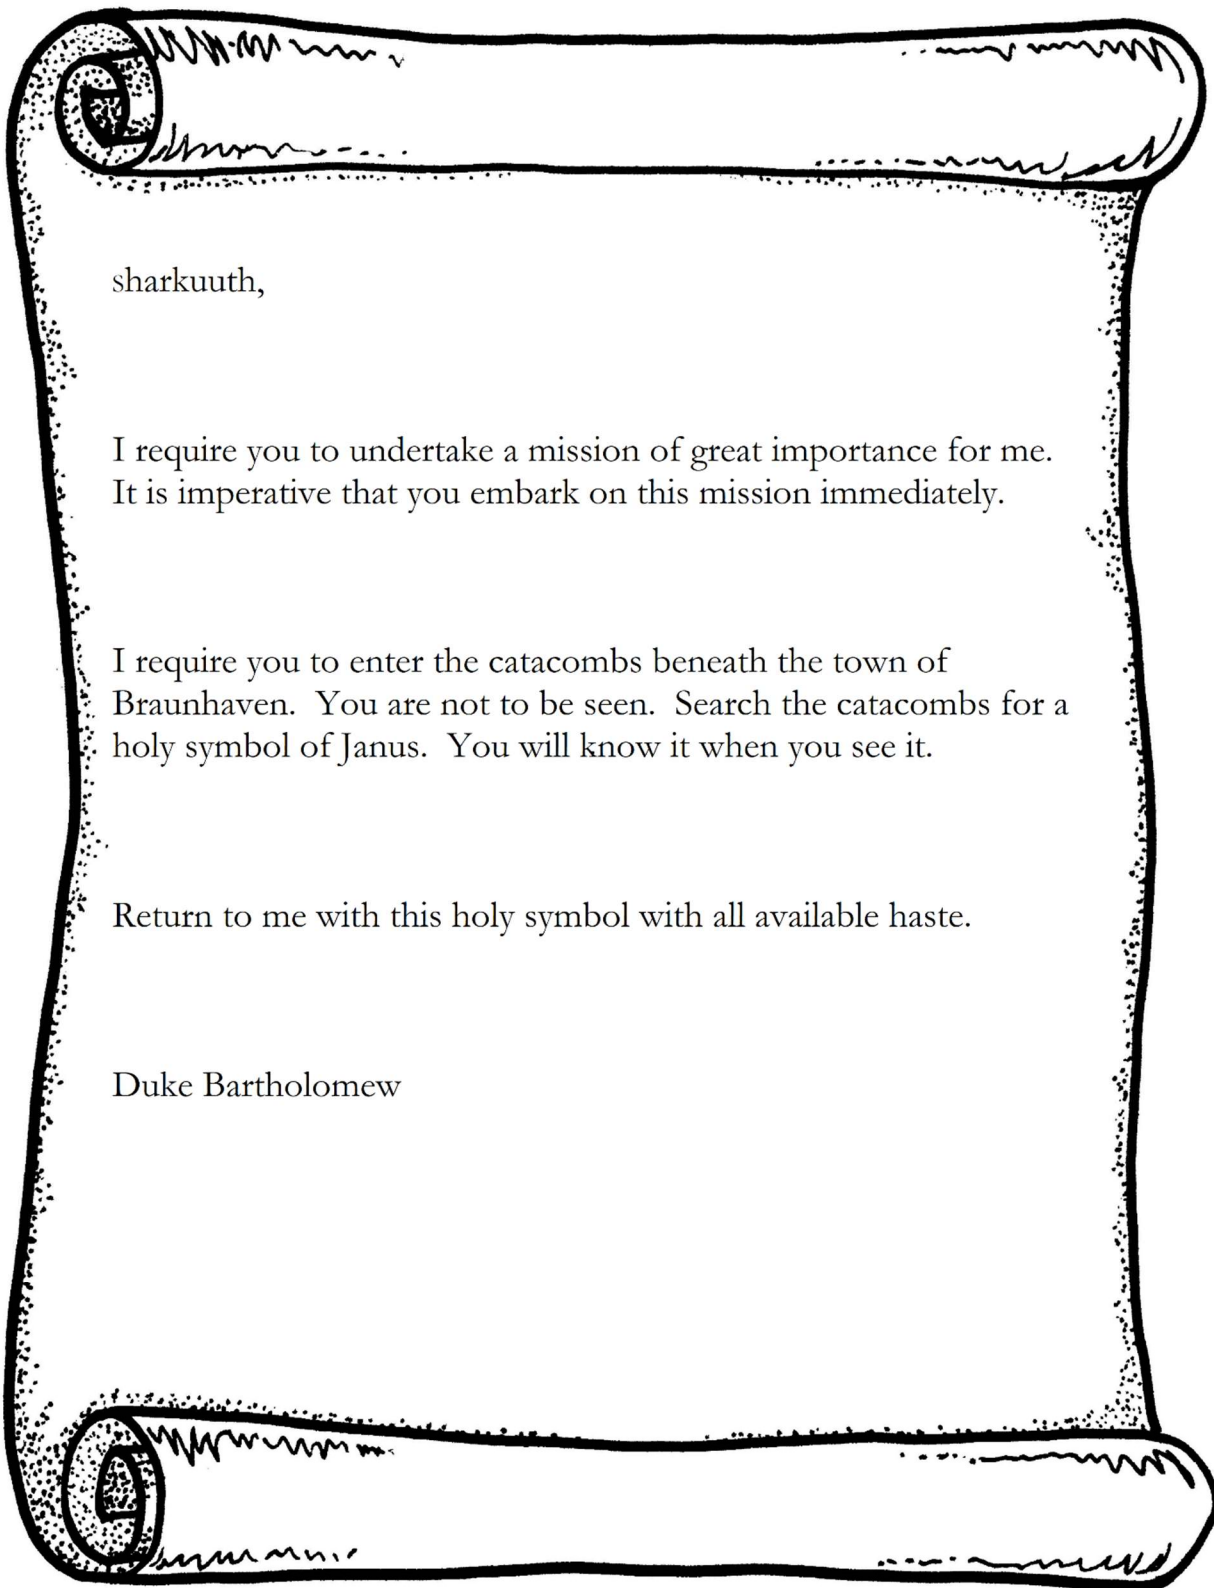 sharkuuth,
I require you to undertake a mission of great importance for me.
It is imperative that you embark on this mission immediately.
I require you to enter the catacombs beneath the town of
Braunhaven.  You are not to be seen.  Search the catacombs for a
holy symbol of Janus.  You will know it when you see it.
Return to me with this holy symbol with all available haste.
Duke Bartholomew